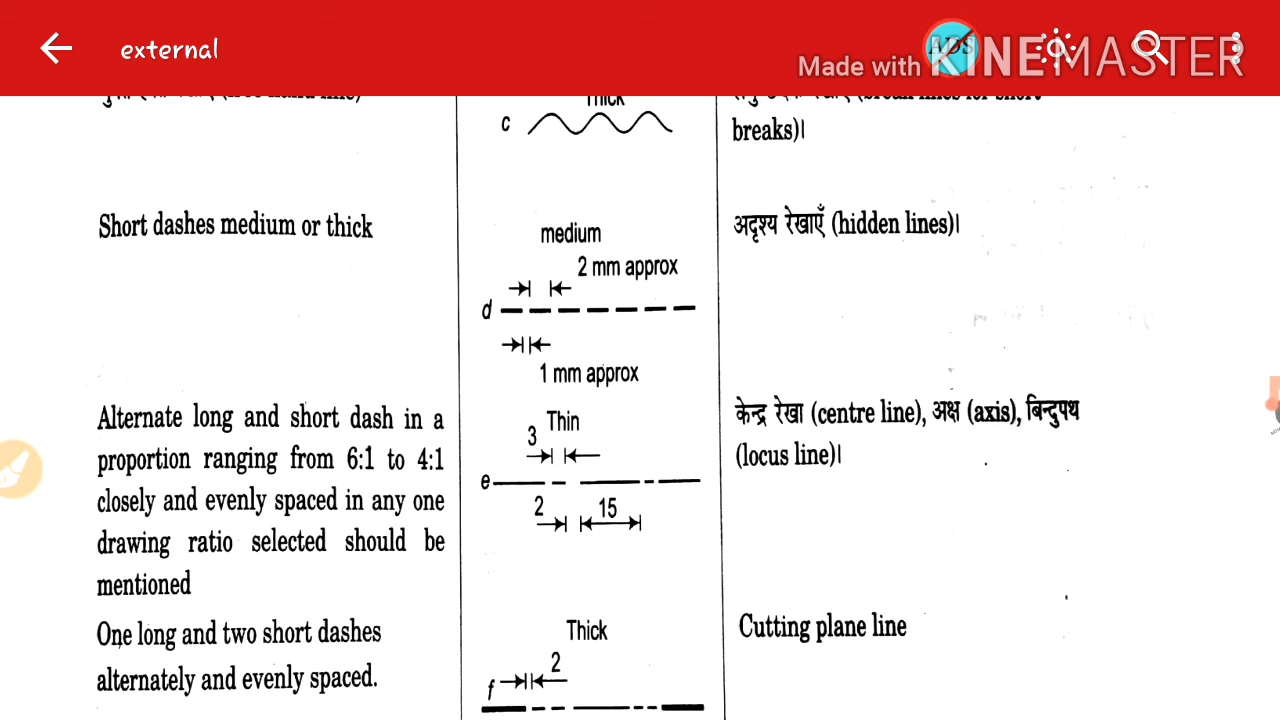 external
ADS
Made with KINEMASTER
Thick
c
breaks)।
Short dashes medium or thick
medium
2 mm approx
d
1 mm approx
अदृश्य रेखाएँ (hidden lines)।
Alternate long and short dash in a
proportion ranging from 6:1 to 4:1
closely and evenly spaced in any one
drawing ratio selected should be
mentioned
Thin
3
e
2
15
केन्द्र रेखा (centre line), अक्ष (axis), बिन्दुपथ
(locus line)।
One long and two short dashes
alternately and evenly spaced.
Thick
2
f
Cutting plane line